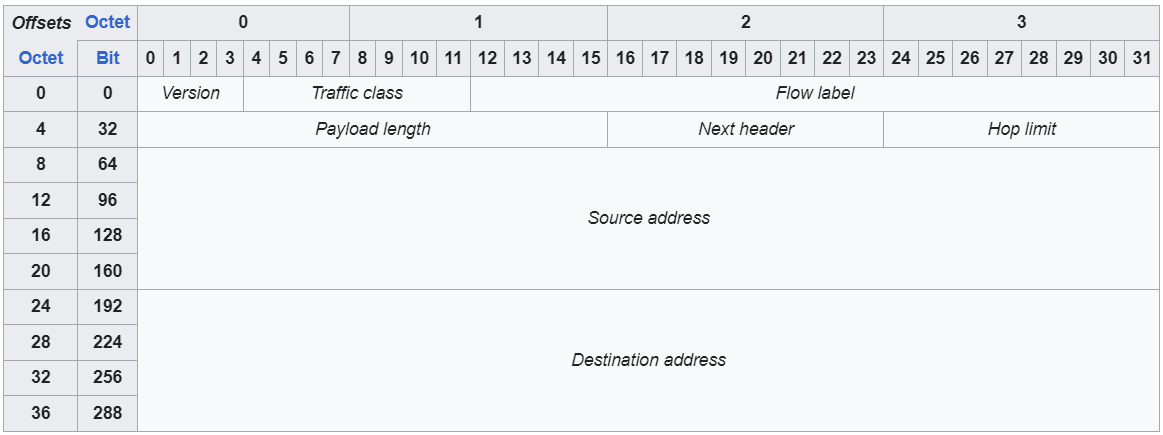 Offsets Octet 0 1 2 3
Octet Bit 0 1 2 3 4 5 6 7 8 9 10 11 12 13 14 15 16 17 18 19 20 21 22 23 24 25 26 27 28 29 30 31
0 0 Version Traffic class Flow label
4 32 Payload length Next header Hop limit
8 64
12 96
Source address
16 128
20 160
24 192
28 224
Destination address
32 256
36 288